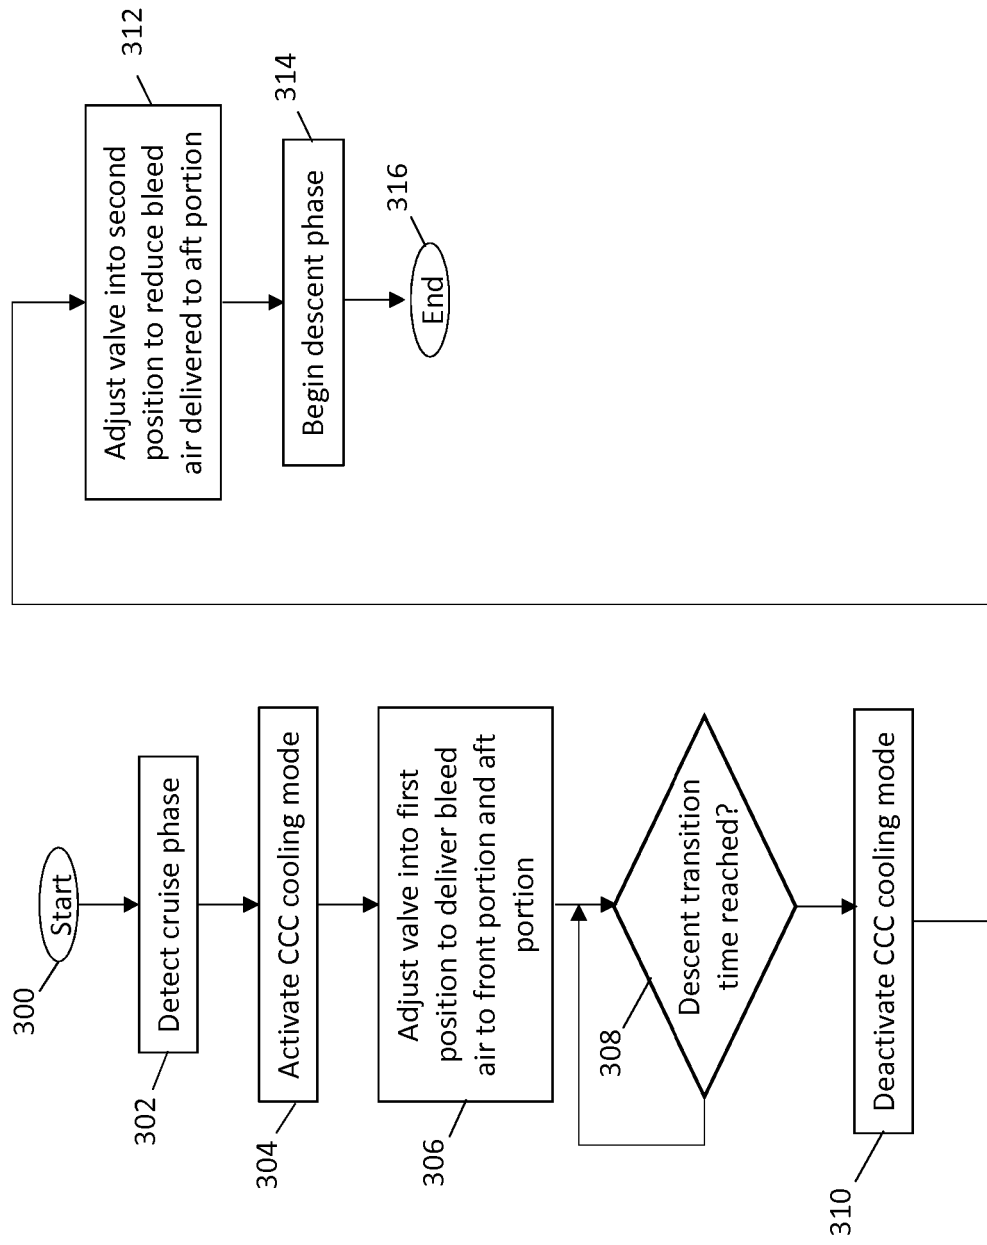 300
Start
Detect cruise phase
302
Activate CCC cooling mode
304
Adjust valve into first
position to deliver bleed
air to front portion and aft
portion
306
308
Descent transition
time reached?
Deactivate CCC cooling mode
310
312
Adjust valve into second
position to reduce bleed
air delivered to aft portion
314
Begin descent phase
316
End